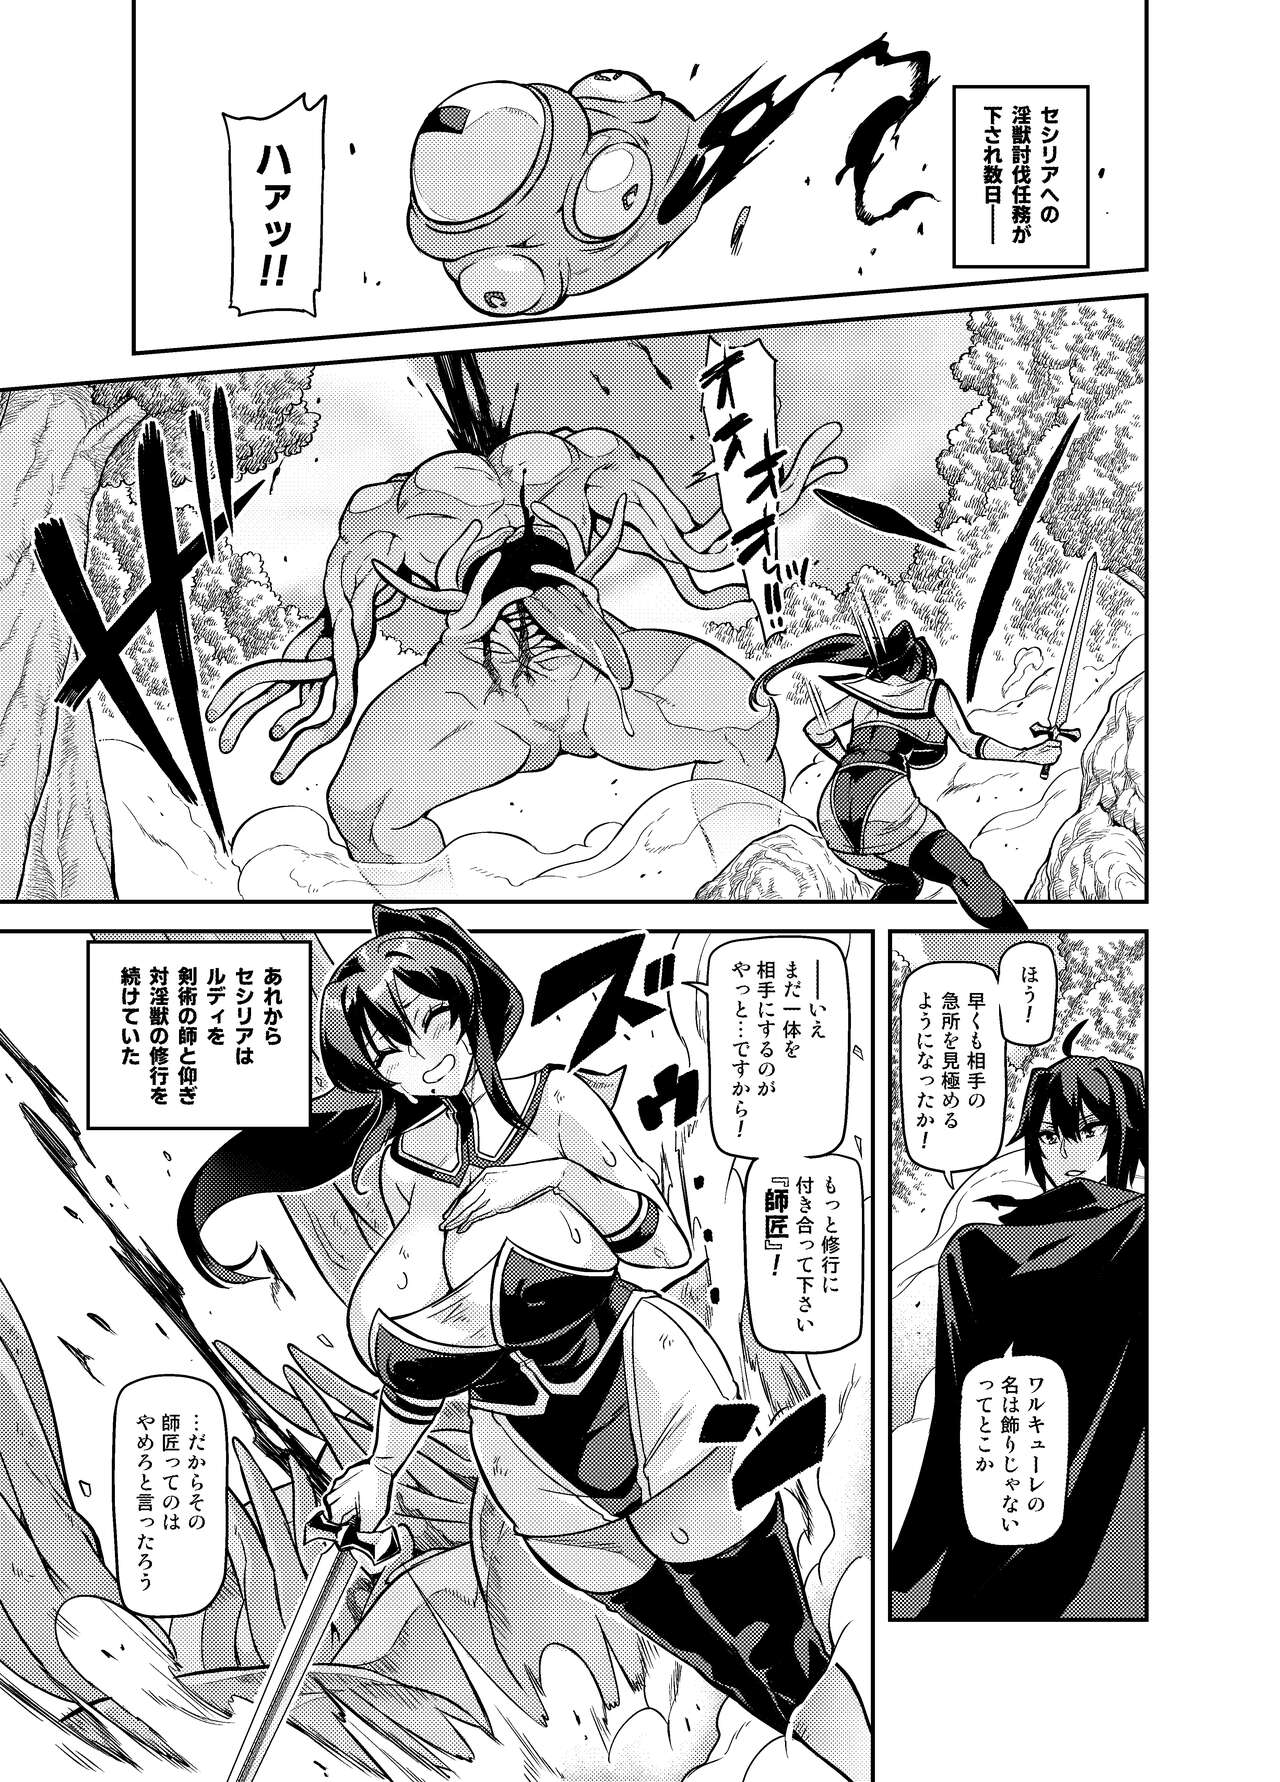 セシリアへの
淫獣討伐任務が
下され数日――
ハァッ!!
オオオオオォッ!!!
ザン
ほう!
早くも相手の
急所を見極める
ようになったか!
ワルキューレの
名は飾りじゃない
ってとこか
――いえ
まだ一体を
相手にするのが
やっと…ですから!
もっと修行に
付き合って下さい
『師匠』!
ズズ…
あれから
セシリアは
ルディを
剣術の師と仰ぎ
対淫獣の修行を
続けていた
…だからその
師匠ってのは
やめろと言ったろう